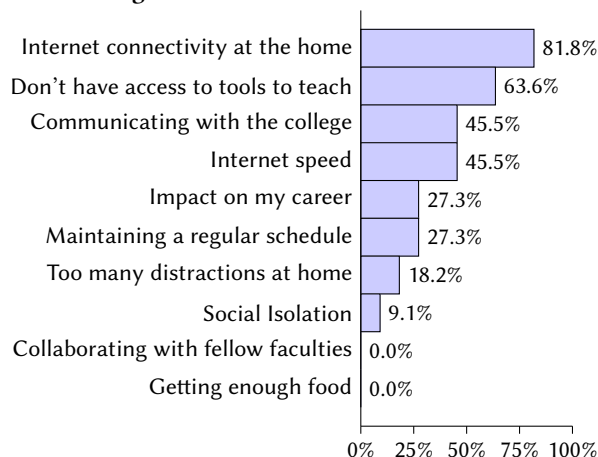 Internet connectivity at the home 81.8%
Don't have access to tools to teach 63.6%
Communicating with the college 45.5%
Internet speed 45.5%
Impact on my career 27.3%
Maintaining a regular schedule 27.3%
Too many distractions at home 18.2%
Social Isolation 9.1%
Collaborating with fellow faculties 0.0%
Getting enough food 0.0%
0% 25% 50% 75% 100%